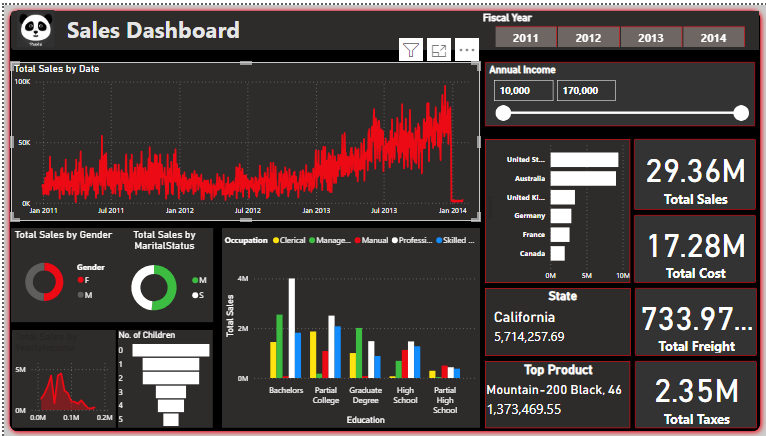 Sales Dashboard
Fiscal Year
2011 2012 2013 2014
Total Sales by Date
100K
50K
0K
Jan 2011 Jul 2011 Jan 2012 Jul 2012 Jan 2013 Jul 2013 Jan 2014
Annual Income
10,000 170,000
United St...
Australia
United Ki...
Germany
France
Canada
0M 5M 10M
29.36M
Total Sales
17.28M
Total Cost
Total Sales by Gender
Gender
F
M
Total Sales by
MaritalStatus
M
S
Occupation Clerical Manage... Manual Professi... Skilled ...
Total Sales
4M
2M
0M
Bachelors
Partial
College
Graduate
Degree
High
School
Partial
High
School
Education
State
California
5,714,257.69
733.97...
Total Freight
Total Sales by
5M
0M
0.0M 0.1M 0.2M
No. of Children
0
1
2
3
4
5
Top Product
Mountain-200 Black, 46
1,373,469.55
2.35M
Total Taxes